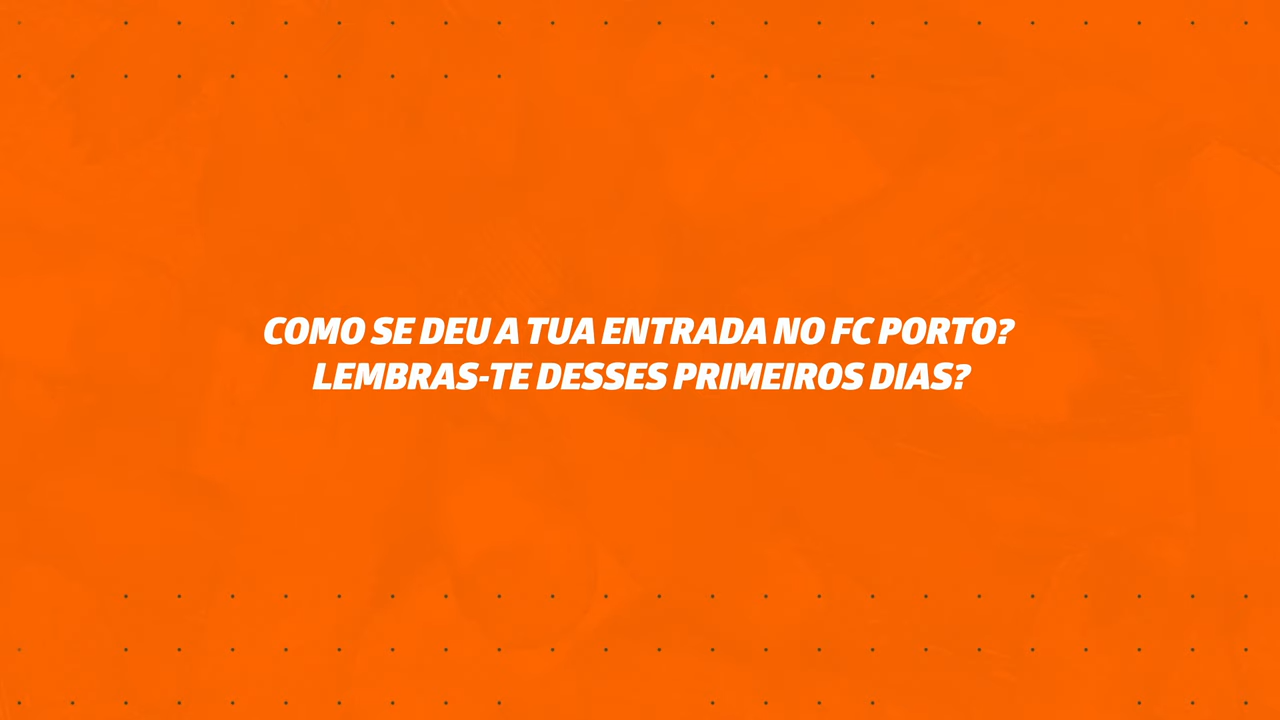 COMO SE DEU A TUA ENTRADA NO FC PORTO?
LEMBRAS-TE DESSES PRIMEIROS DIAS?